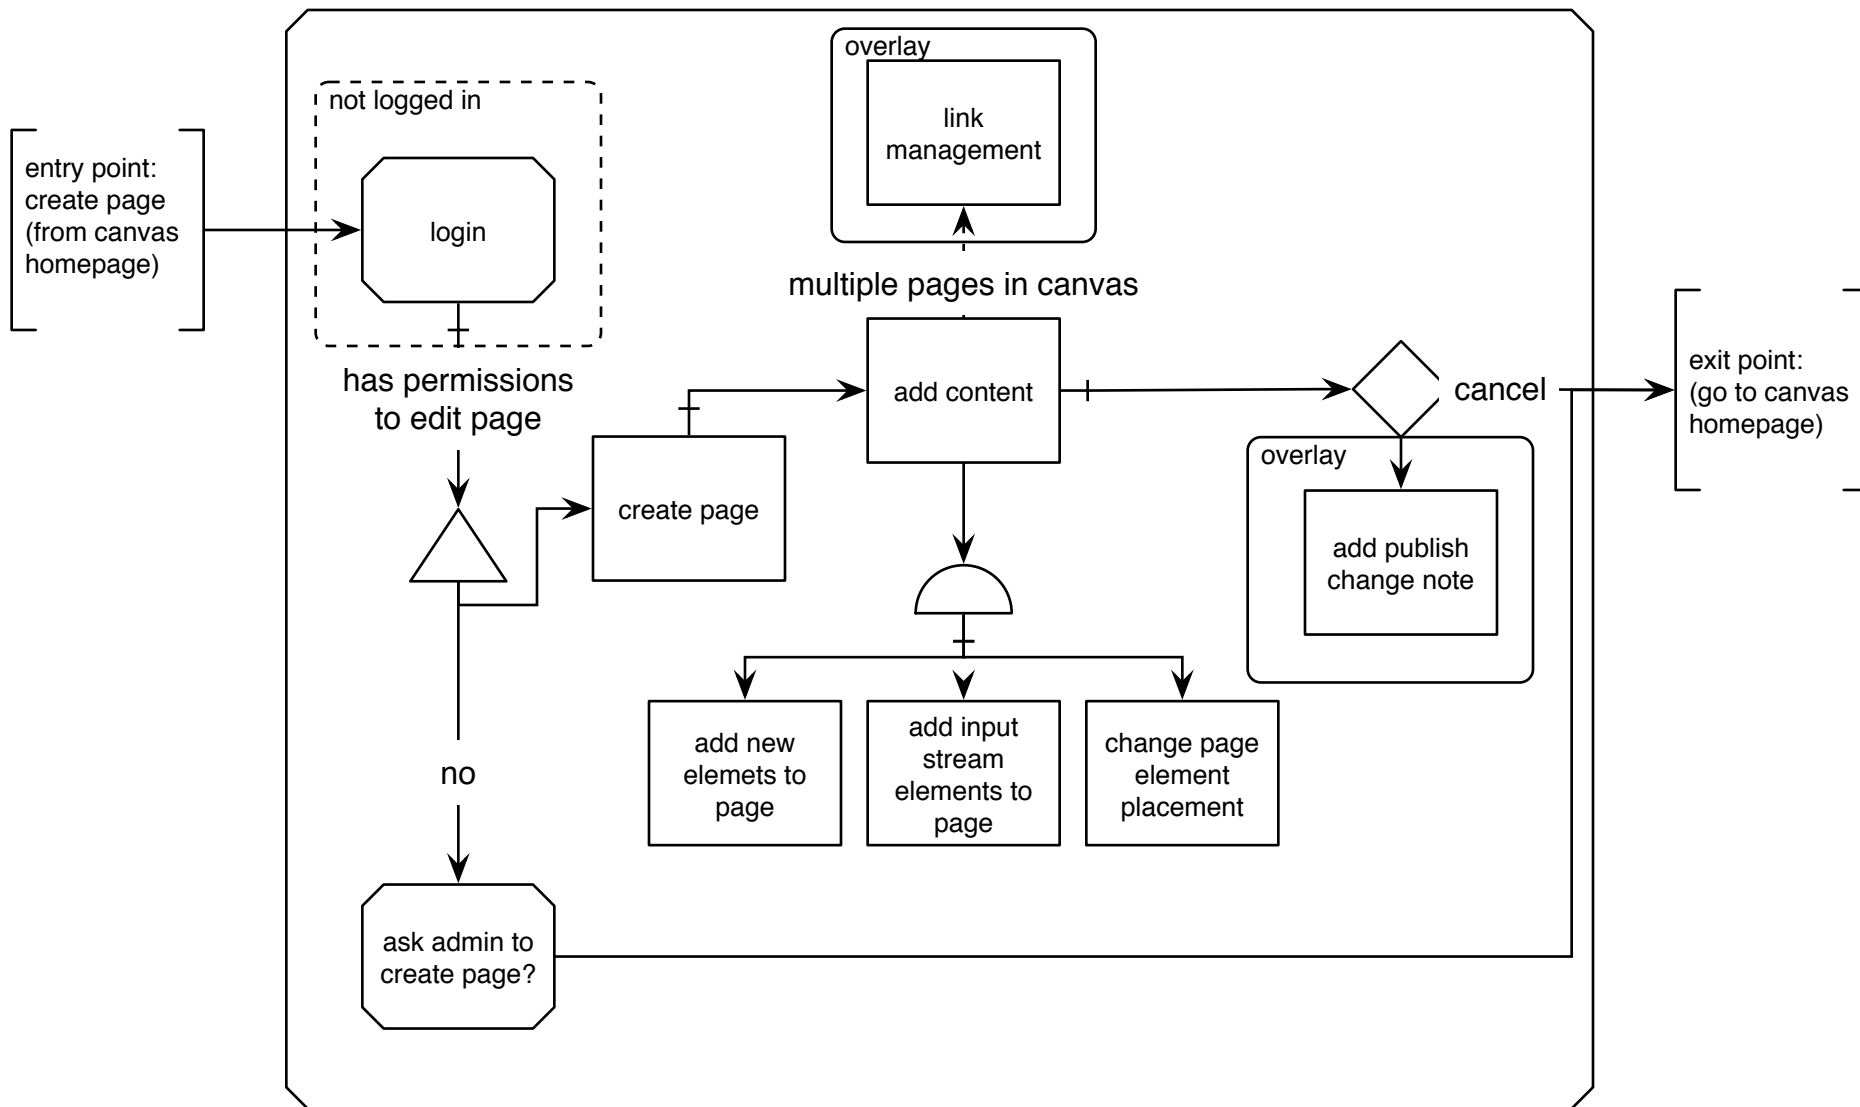 overlay
link
management
not logged in
login
entry point:
create page
(from canvas
homepage)
multiple pages in canvas
has permissions
to edit page
add content
cancel
exit point:
(go to canvas
homepage)
create page
overlay
add publish
change note
add new
elemets to
page
add input
stream
elements to
page
change page
element
placement
no
ask admin to
create page?